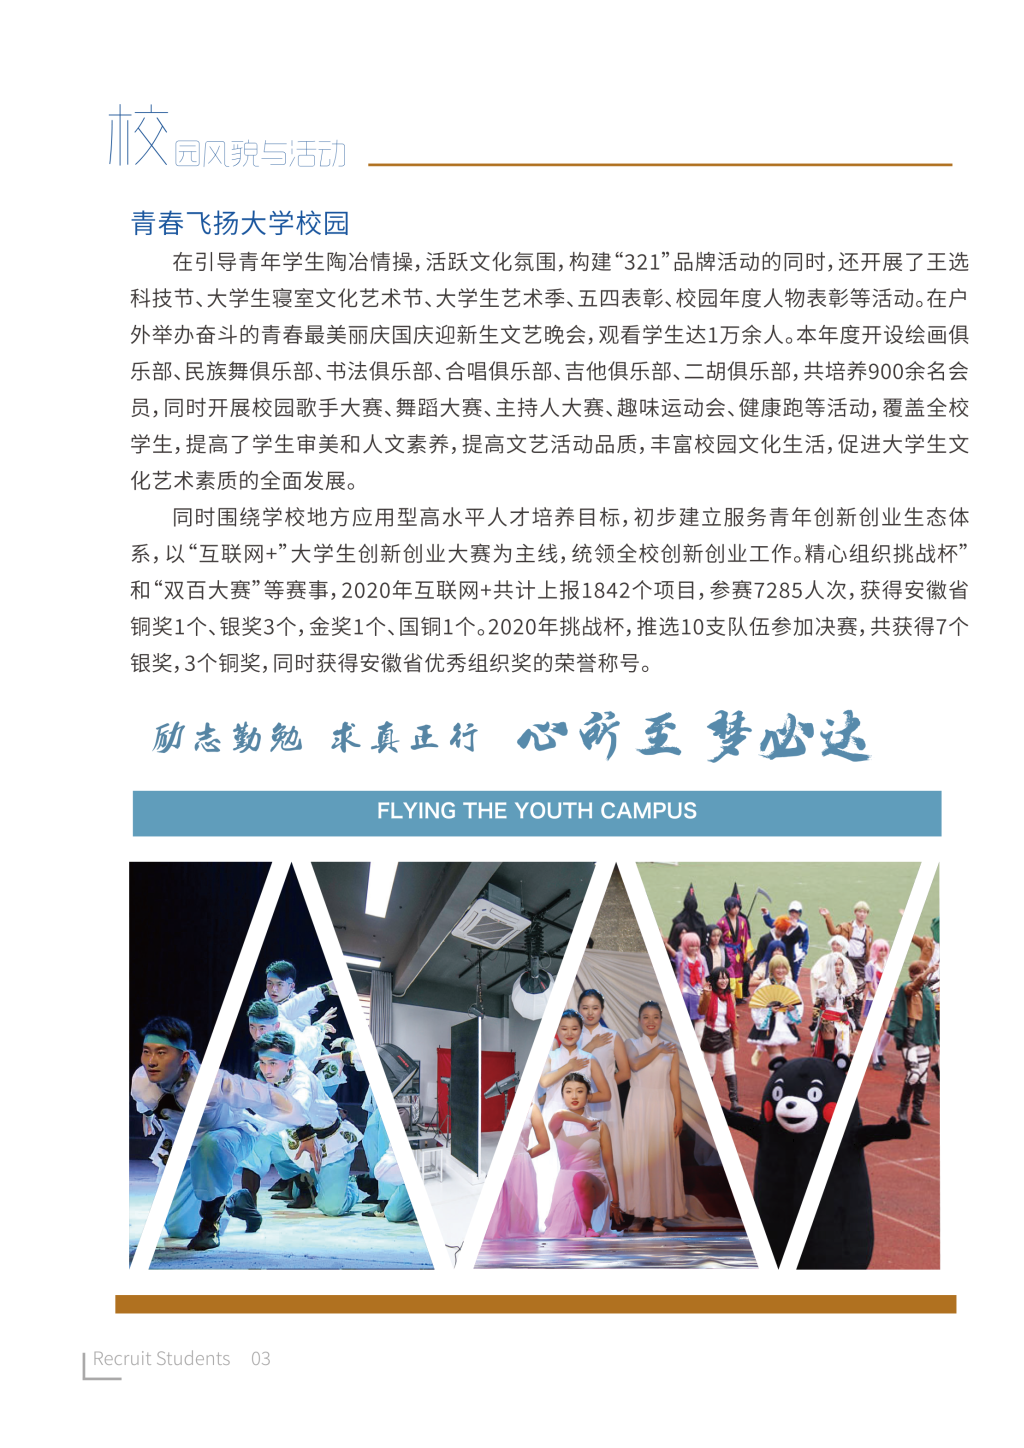 校园风貌与活动
青春飞扬大学校园
在引导青年学生陶冶情操，活跃文化氛围，构建“321”品牌活动的同时，还开展了王选
科技节、大学生寝室文化艺术节、大学生艺术季、五四表彰、校园年度人物表彰等活动。在户
外举办奋斗的青春最美丽庆国庆迎新生文艺晚会，观看学生达1万余人。本年度开设绘画俱
乐部、民族舞俱乐部、书法俱乐部、合唱俱乐部、吉他俱乐部、二胡俱乐部，共培养900余名会
员，同时开展校园歌手大赛、舞蹈大赛、主持人大赛、趣味运动会、健康跑等活动，覆盖全校
学生，提高了学生审美和人文素养，提高文艺活动品质，丰富校园文化生活，促进大学生文
化艺术素质的全面发展。
同时围绕学校地方应用型高水平人才培养目标，初步建立服务青年创新创业生态体
系，以“互联网+”大学生创新创业大赛为主线，统领全校创新创业工作。精心组织挑战杯”
和“双百大赛”等赛事，2020年互联网+共计上报1842个项目，参赛7285人次，获得安徽省
铜奖1个、银奖3个，金奖1个、国铜1个。2020年挑战杯，推选10支队伍参加决赛，共获得7个
银奖，3个铜奖，同时获得安徽省优秀组织奖的荣誉称号。
励志勤勉 求真正行 心所至 梦必达
FLYING THE YOUTH CAMPUS
Recruit Students 03